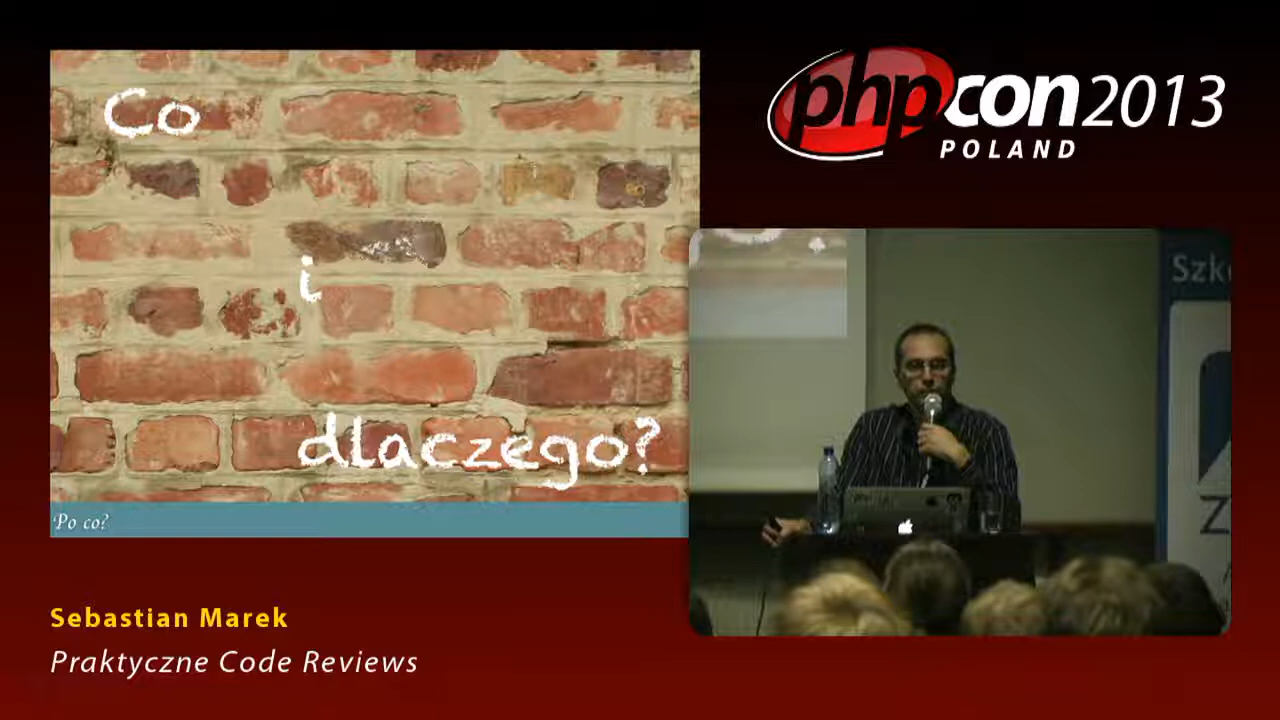 Co
i
dlaczego?
Po co?
phpcon2013
POLAND
Sebastian Marek
Praktyczne Code Reviews